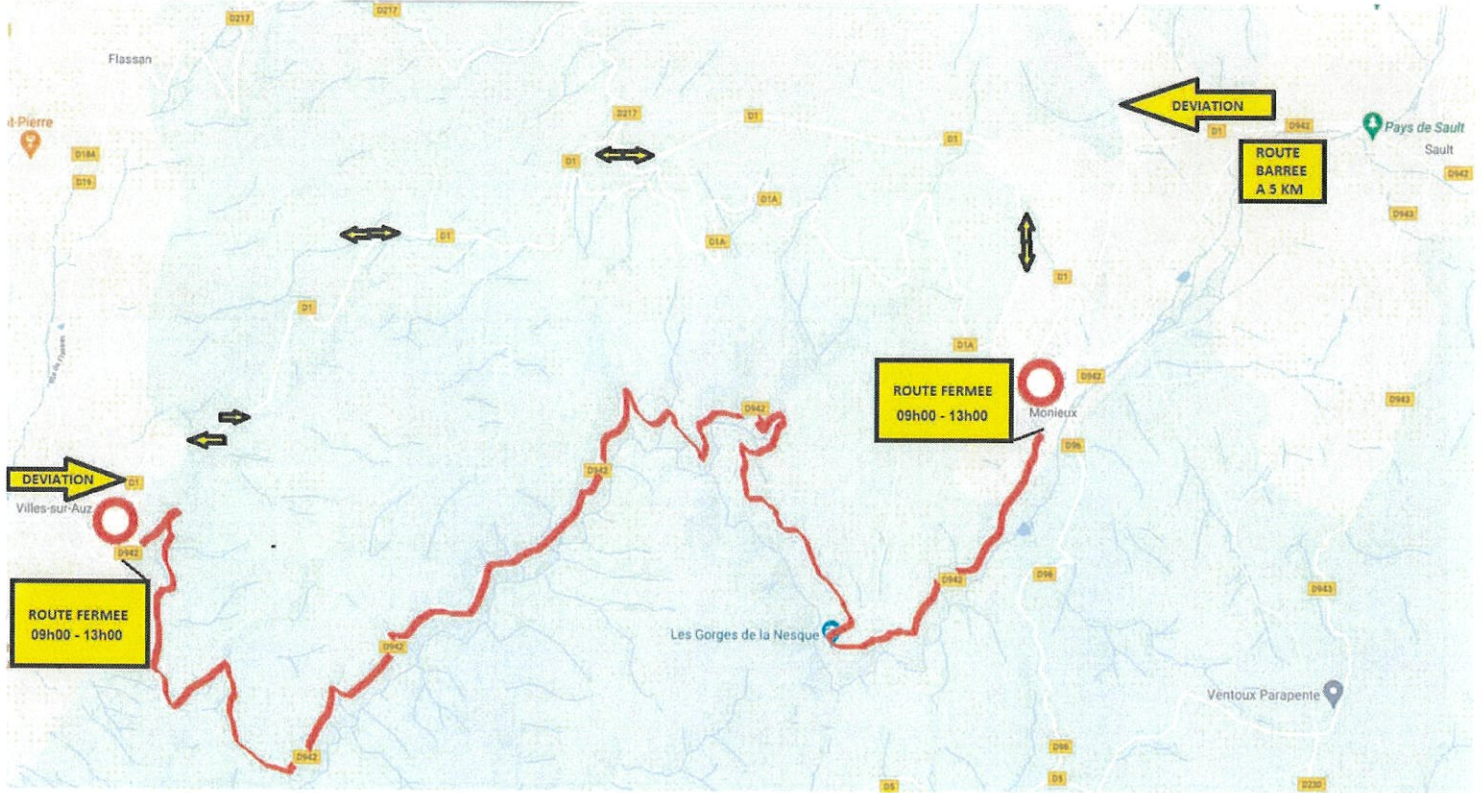 D217
D217
Flassan
D217
D1
DEVIATION
D1
D942
Pays de Sault
Sault
t-Pierre
D184
D19
D1
D1
ROUTE
BARREE
A 5 KM
D942
D1A
D943
D1
D1A
D1
D1
D1A
D942
ROUTE FERMEE
09h00 - 13h00
Monieux
D943
D942
D96
D942
DEVIATION
D1
Villes-sur-Auz
D942
D942
D96
D943
ROUTE FERMEE
09h00 - 13h00
Les Gorges de la Nesque
D942
Ventoux Parapente
D942
D96
D5
D5
D230